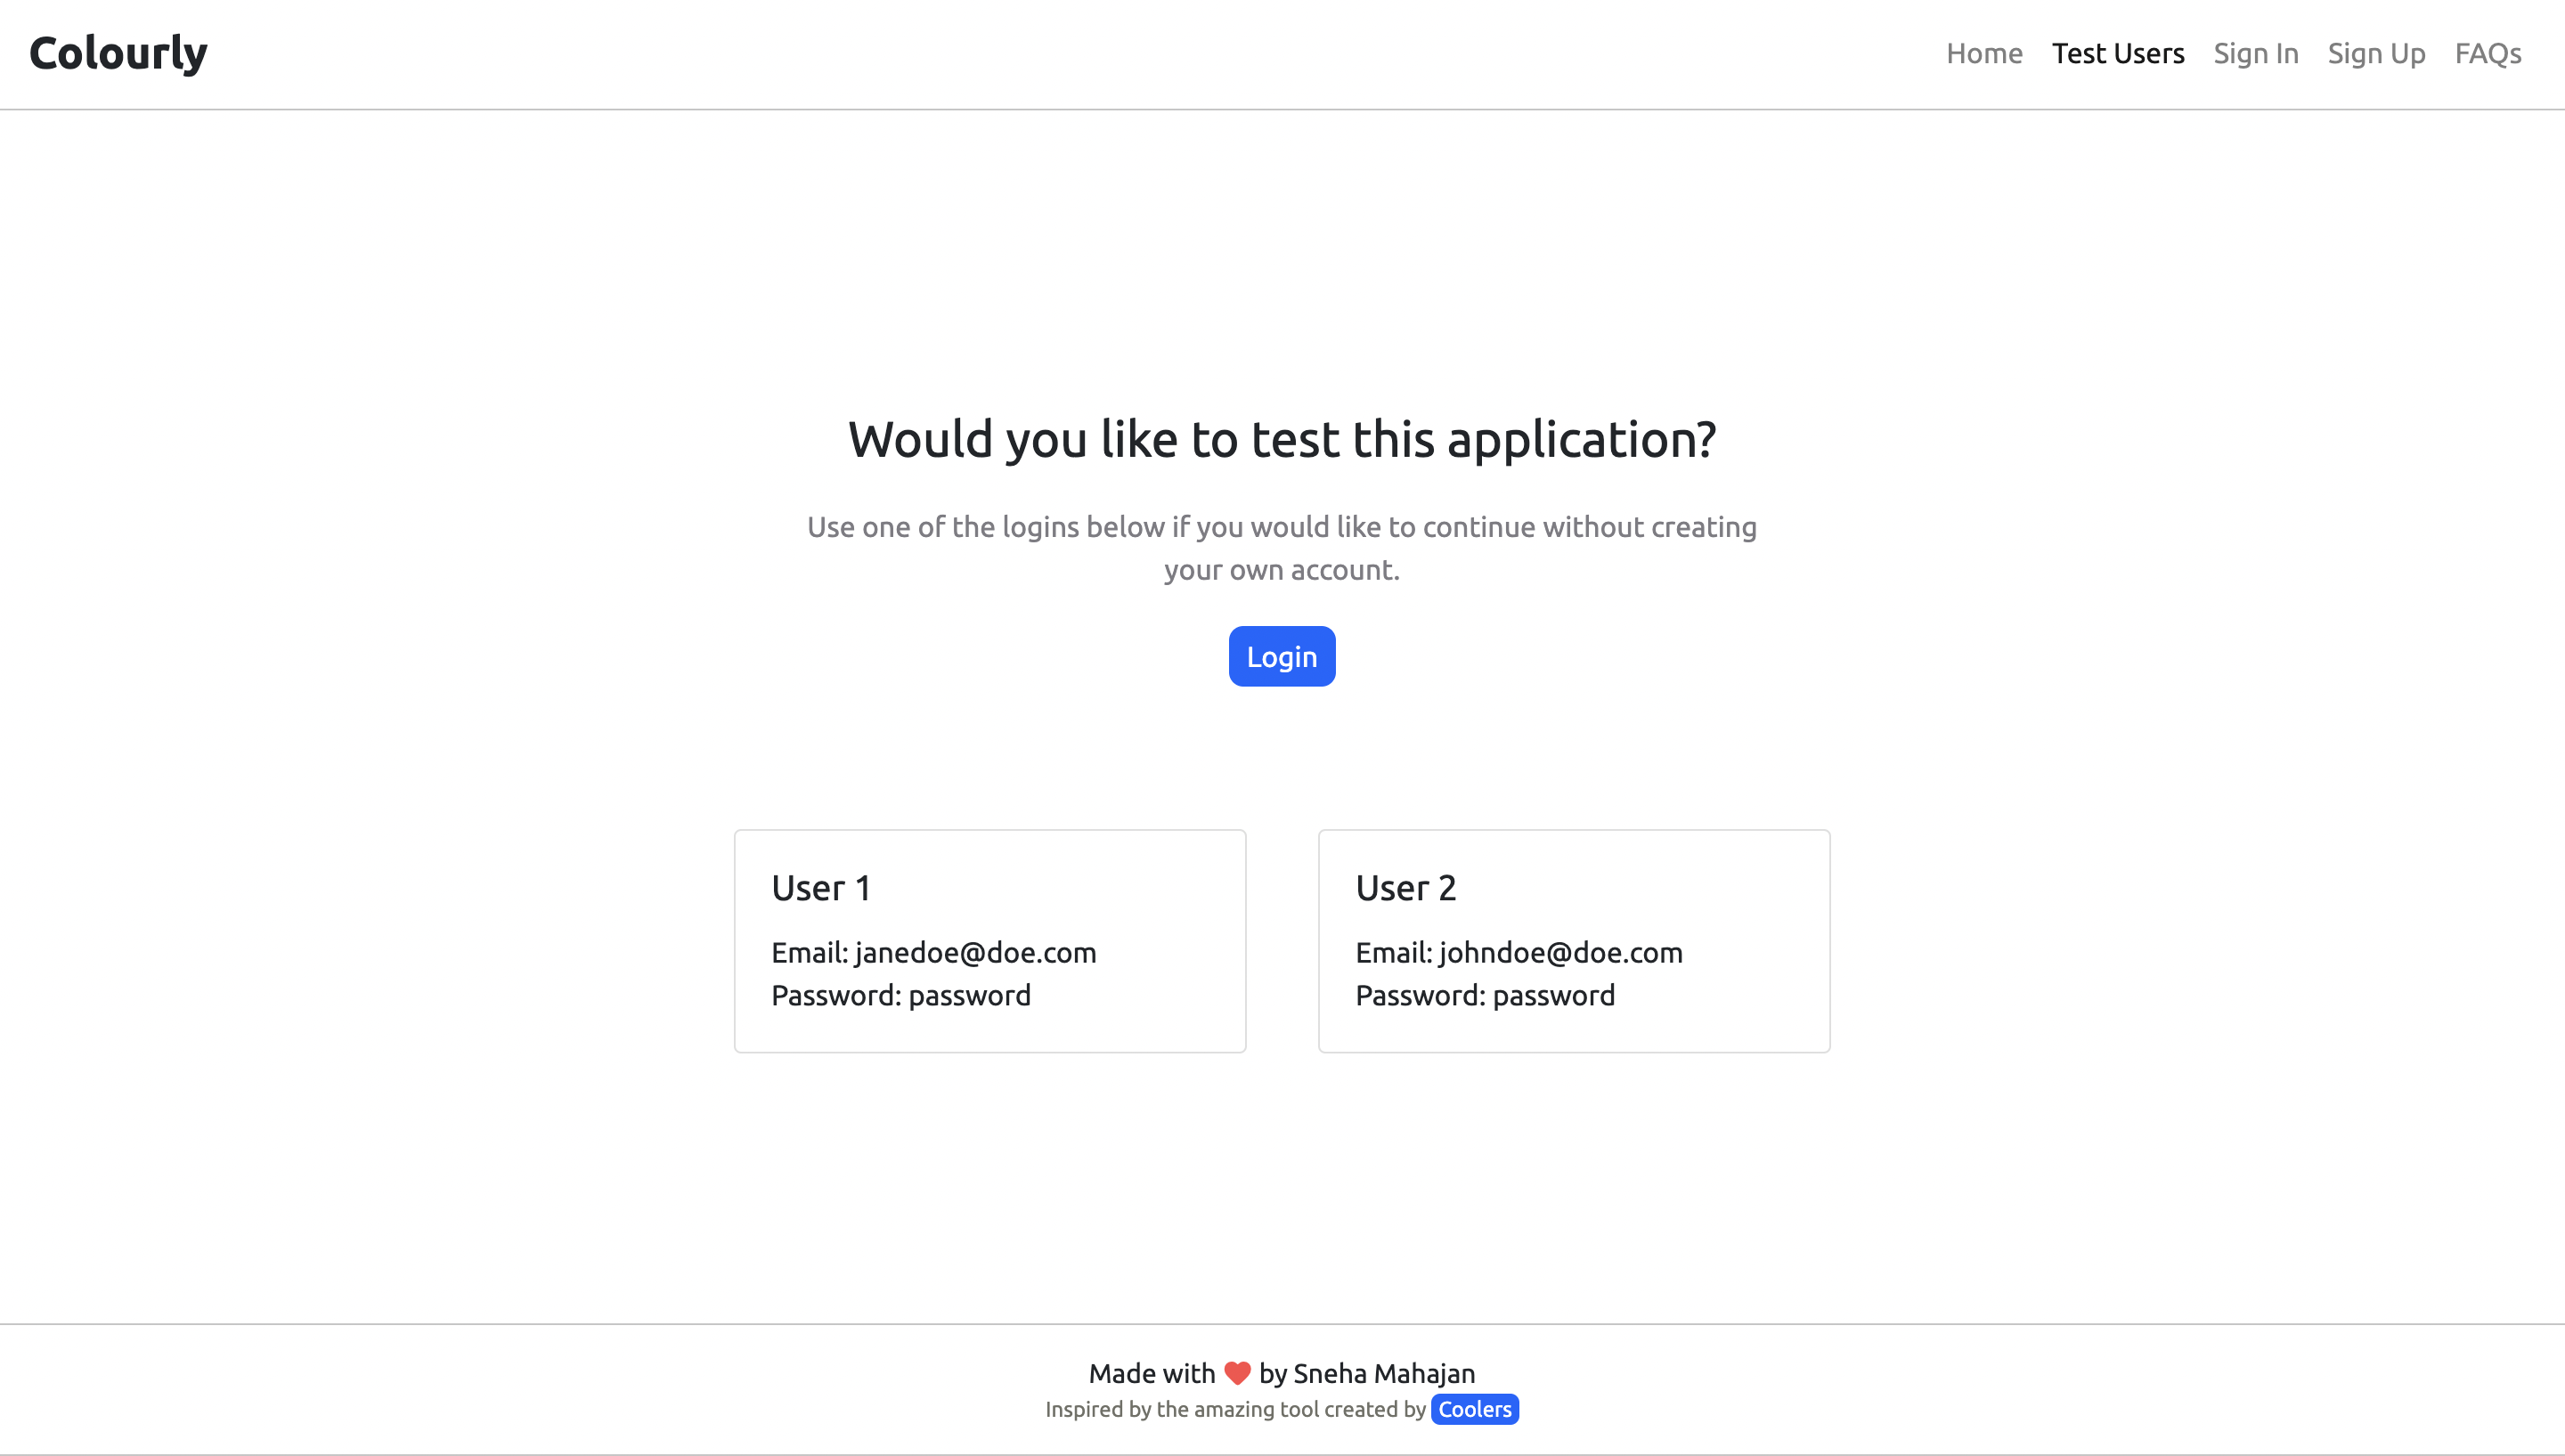 Colourly
Home Test Users Sign In Sign Up FAQs
Would you like to test this application?
Use one of the logins below if you would like to continue without creating
your own account.
Login
User 1
Email: janedoe@doe.com
Password: password
User 2
Email: johndoe@doe.com
Password: password
Made with ❤ by Sneha Mahajan
Inspired by the amazing tool created by Coolers